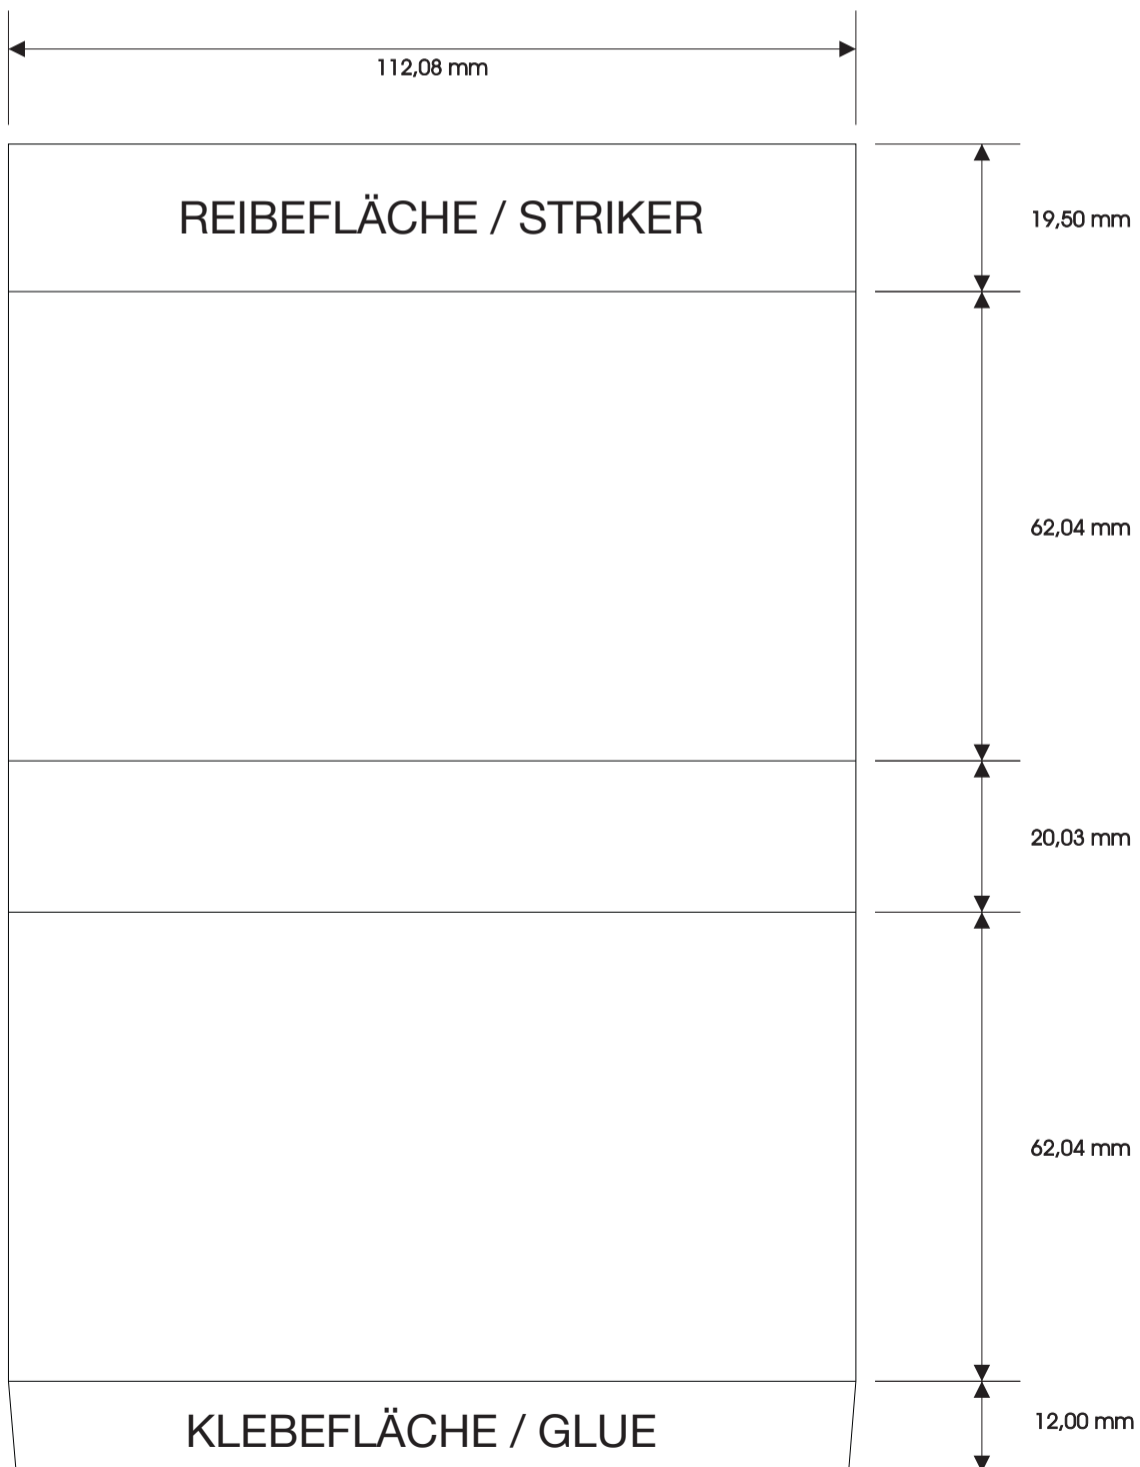 112,08 mm
REIBEFLÄCHE / STRIKER
19,50 mm
62,04 mm
20,03 mm
62,04 mm
KLEBEFLÄCHE / GLUE
12,00 mm